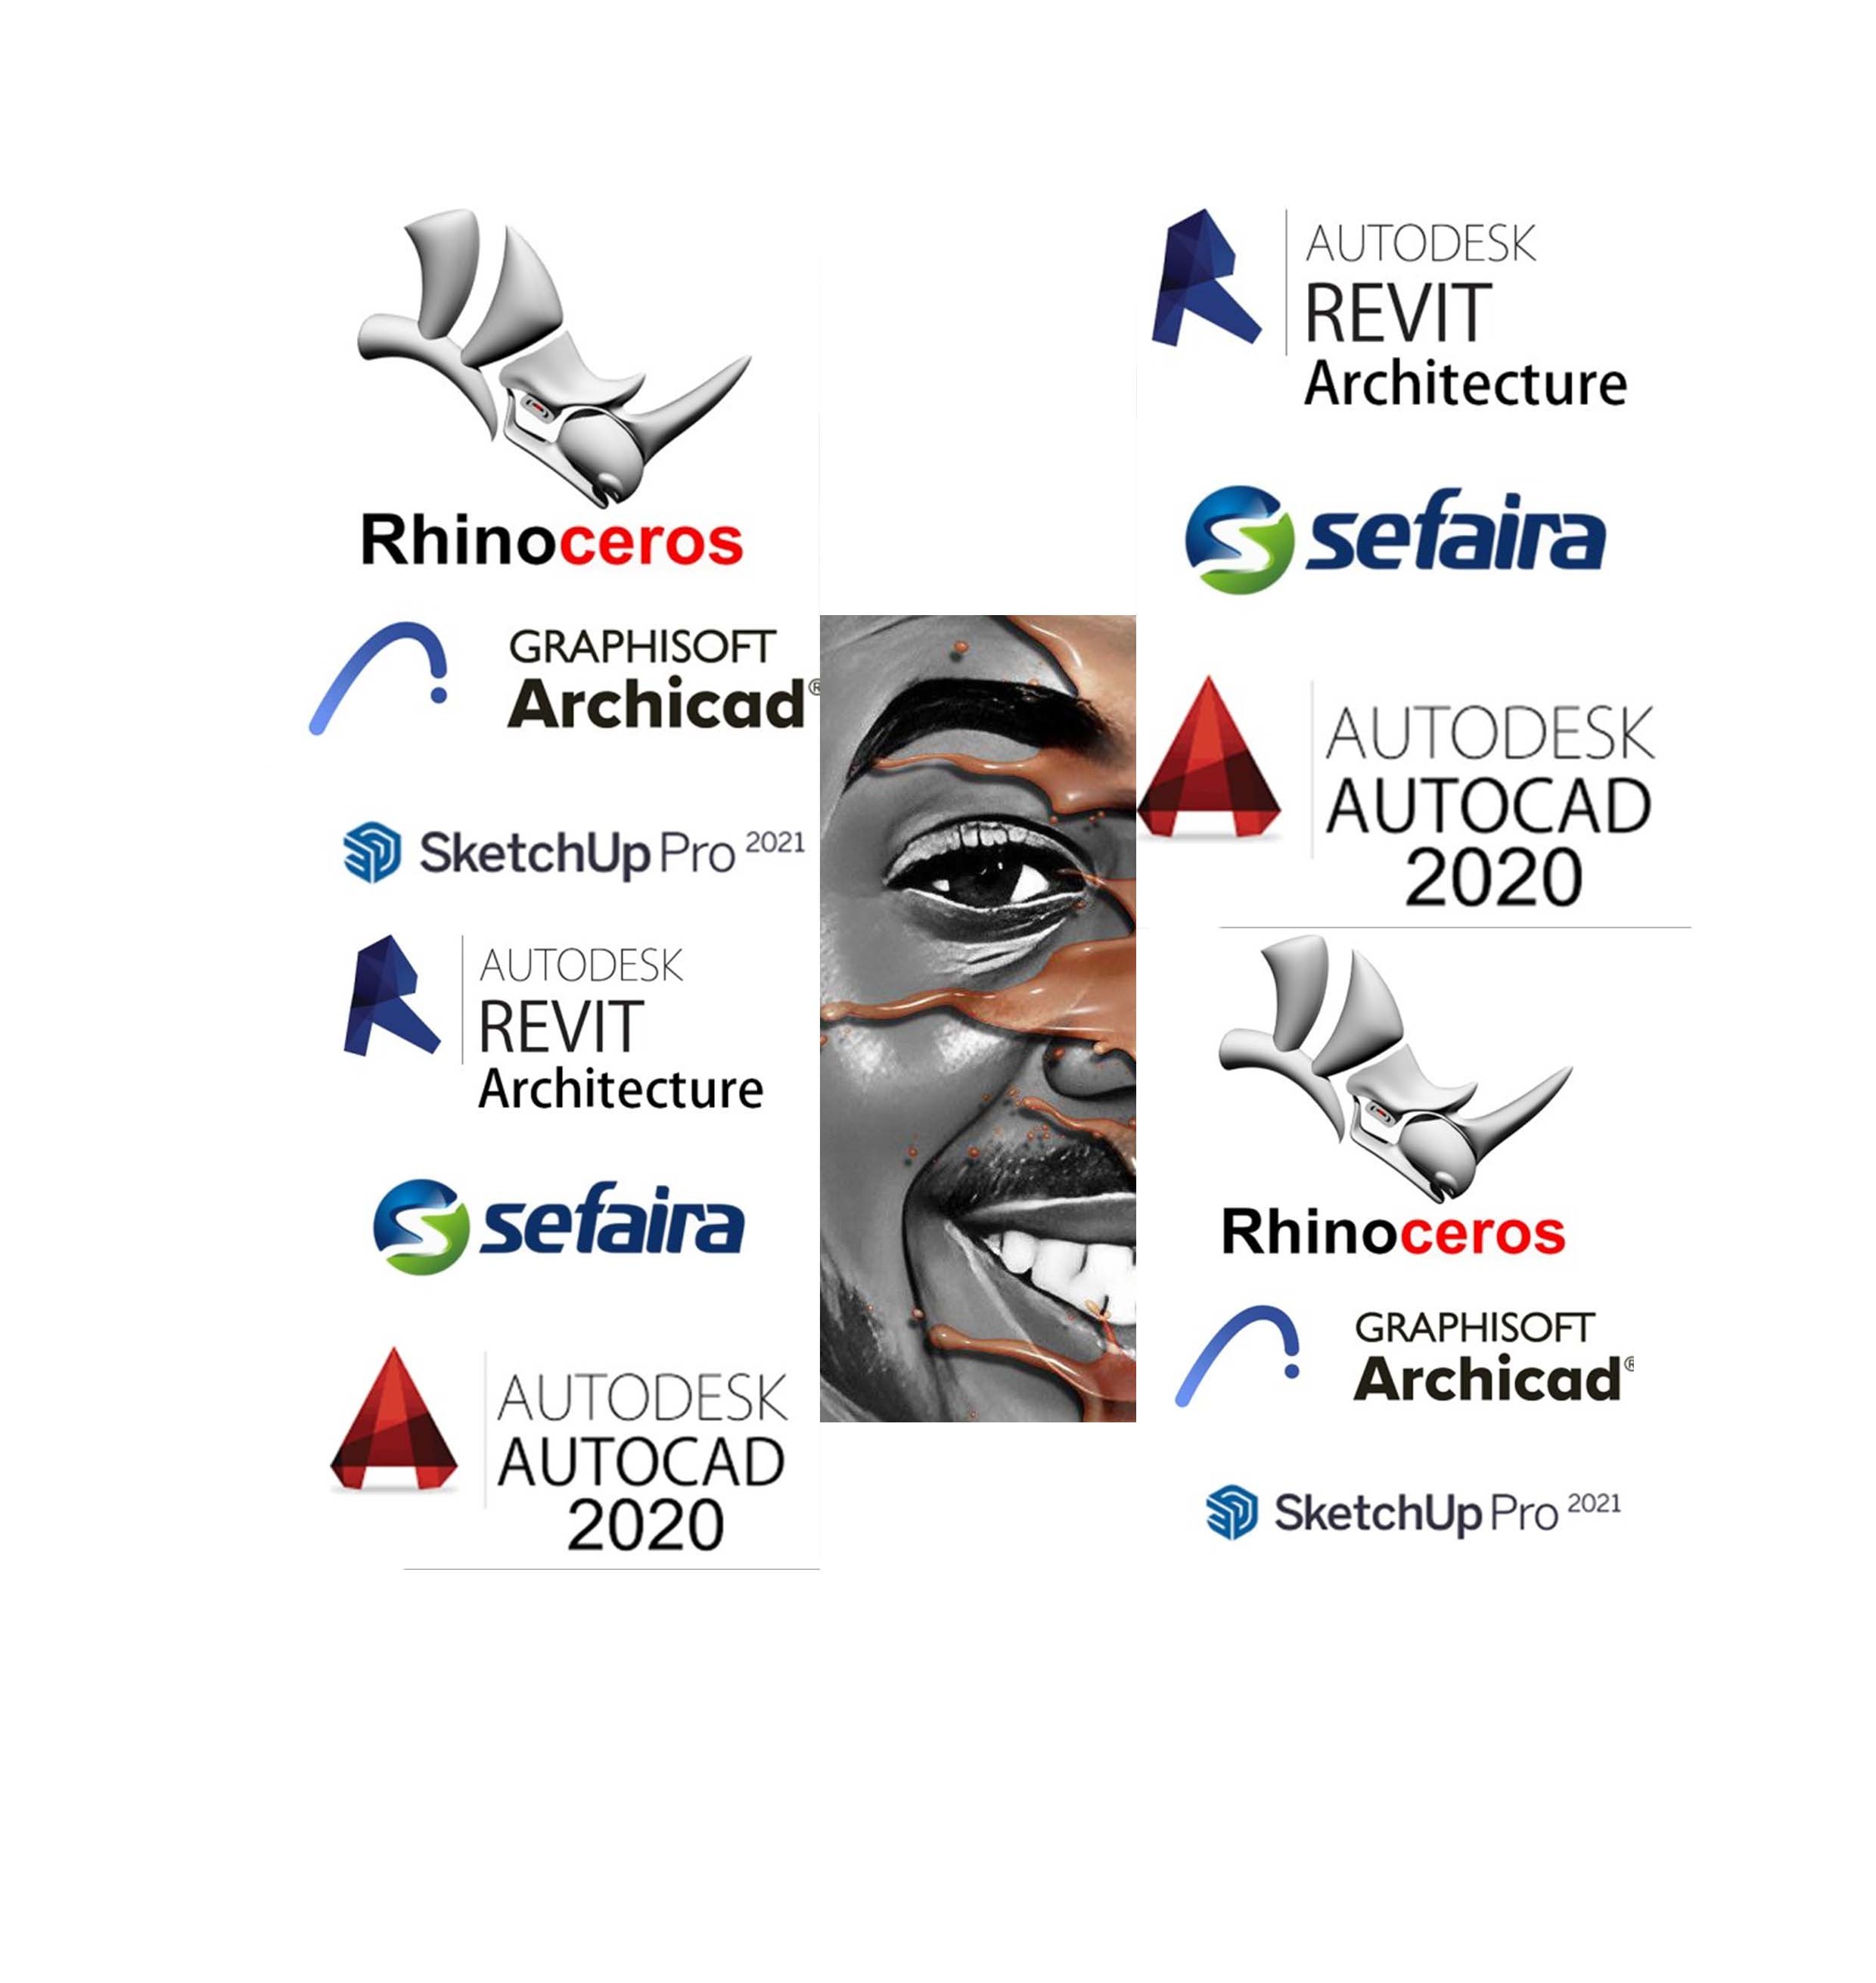 Rhinoceros
GRAPHISOFT
Archicad®
SketchUp Pro 2021
AUTODESK
REVIT
Architecture
sefaira
AUTODESK
AUTOCAD
2020
AUTODESK
REVIT
Architecture
sefaira
AUTODESK
AUTOCAD
2020
Rhinoceros
GRAPHISOFT
Archicad®
SketchUp Pro 2021